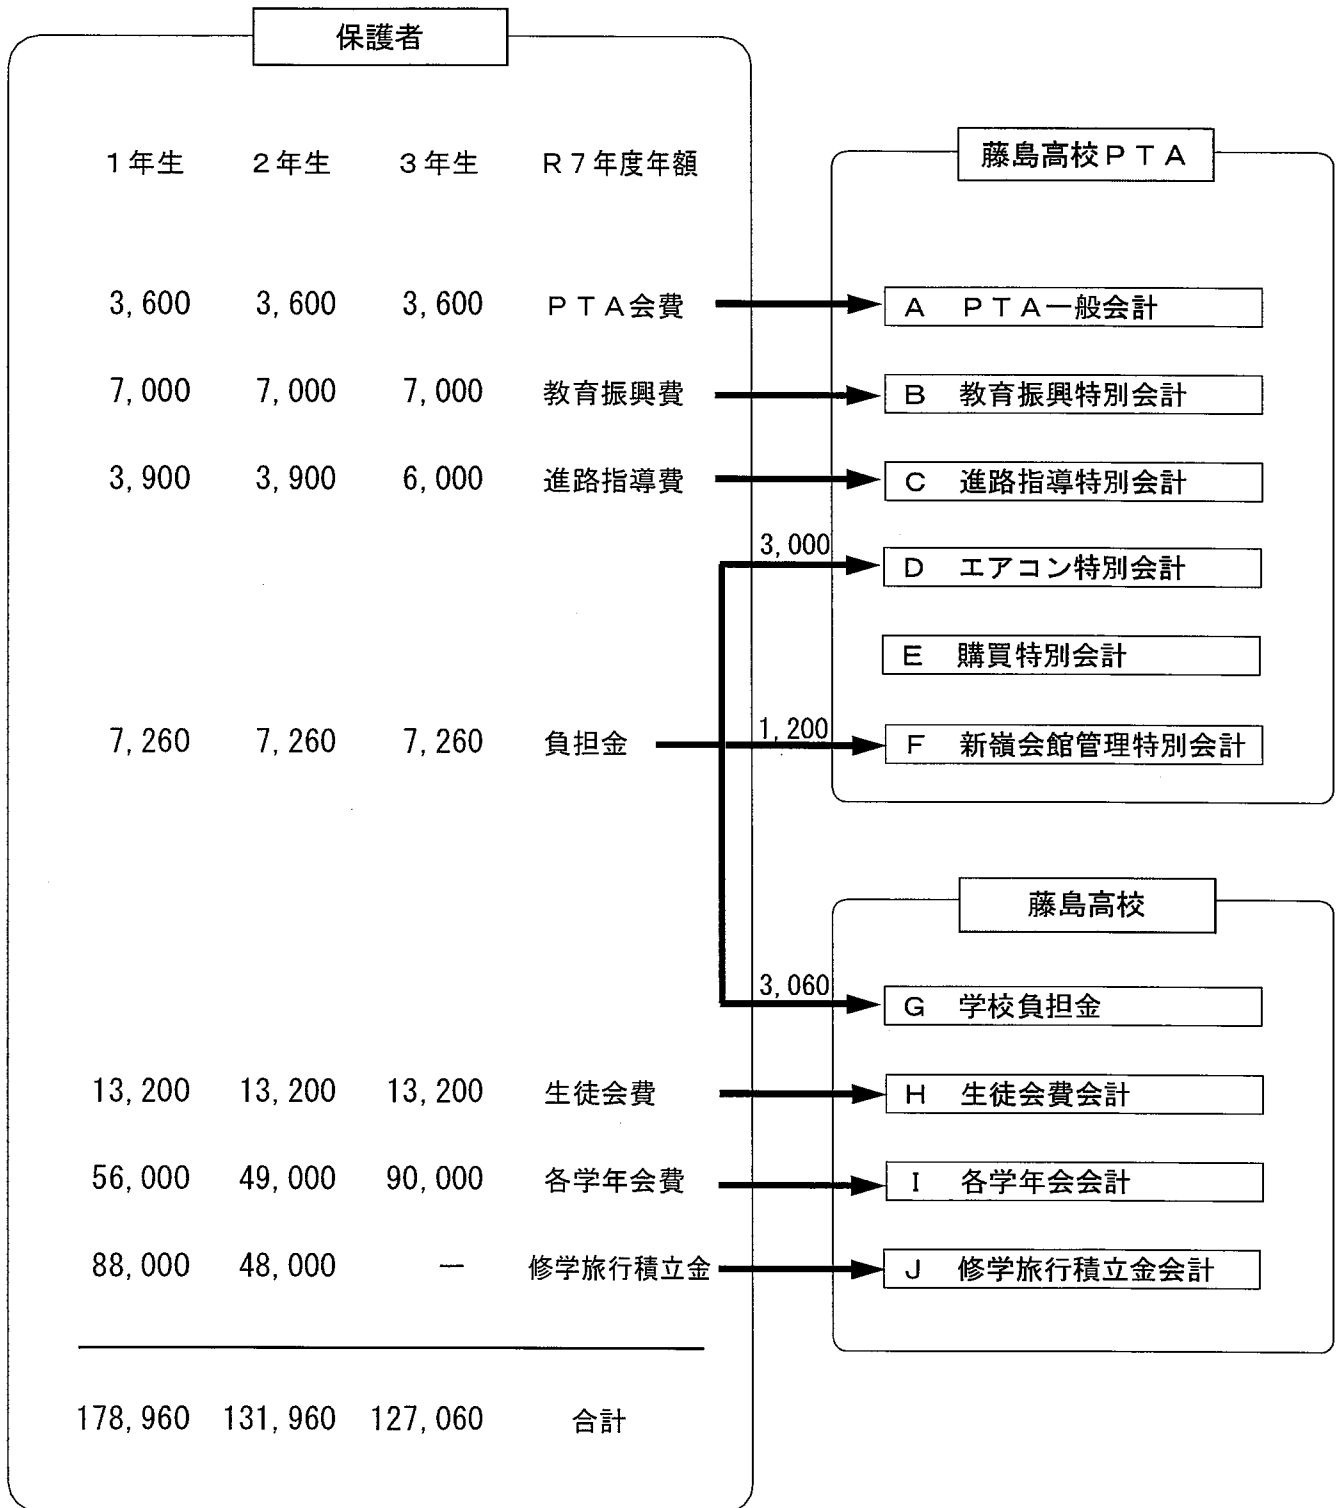 保護者
藤島高校PTA
1年生 2年生 3年生 R7年度年額
3,600 3,600 3,600 PTA会費 A PTA一般会計
7,000 7,000 7,000 教育振興費 B 教育振興特別会計
3,900 3,900 6,000 進路指導費 C 進路指導特別会計
3,000 D エアコン特別会計
E 購買特別会計
7,260 7,260 7,260 負担金 1,200 F 新嶺会館管理特別会計
藤島高校
3,060 G 学校負担金
13,200 13,200 13,200 生徒会費 H 生徒会費会計
56,000 49,000 90,000 各学年会費 I 各学年会会計
88,000 48,000 — 修学旅行積立金 J 修学旅行積立金会計
178,960 131,960 127,060 合計